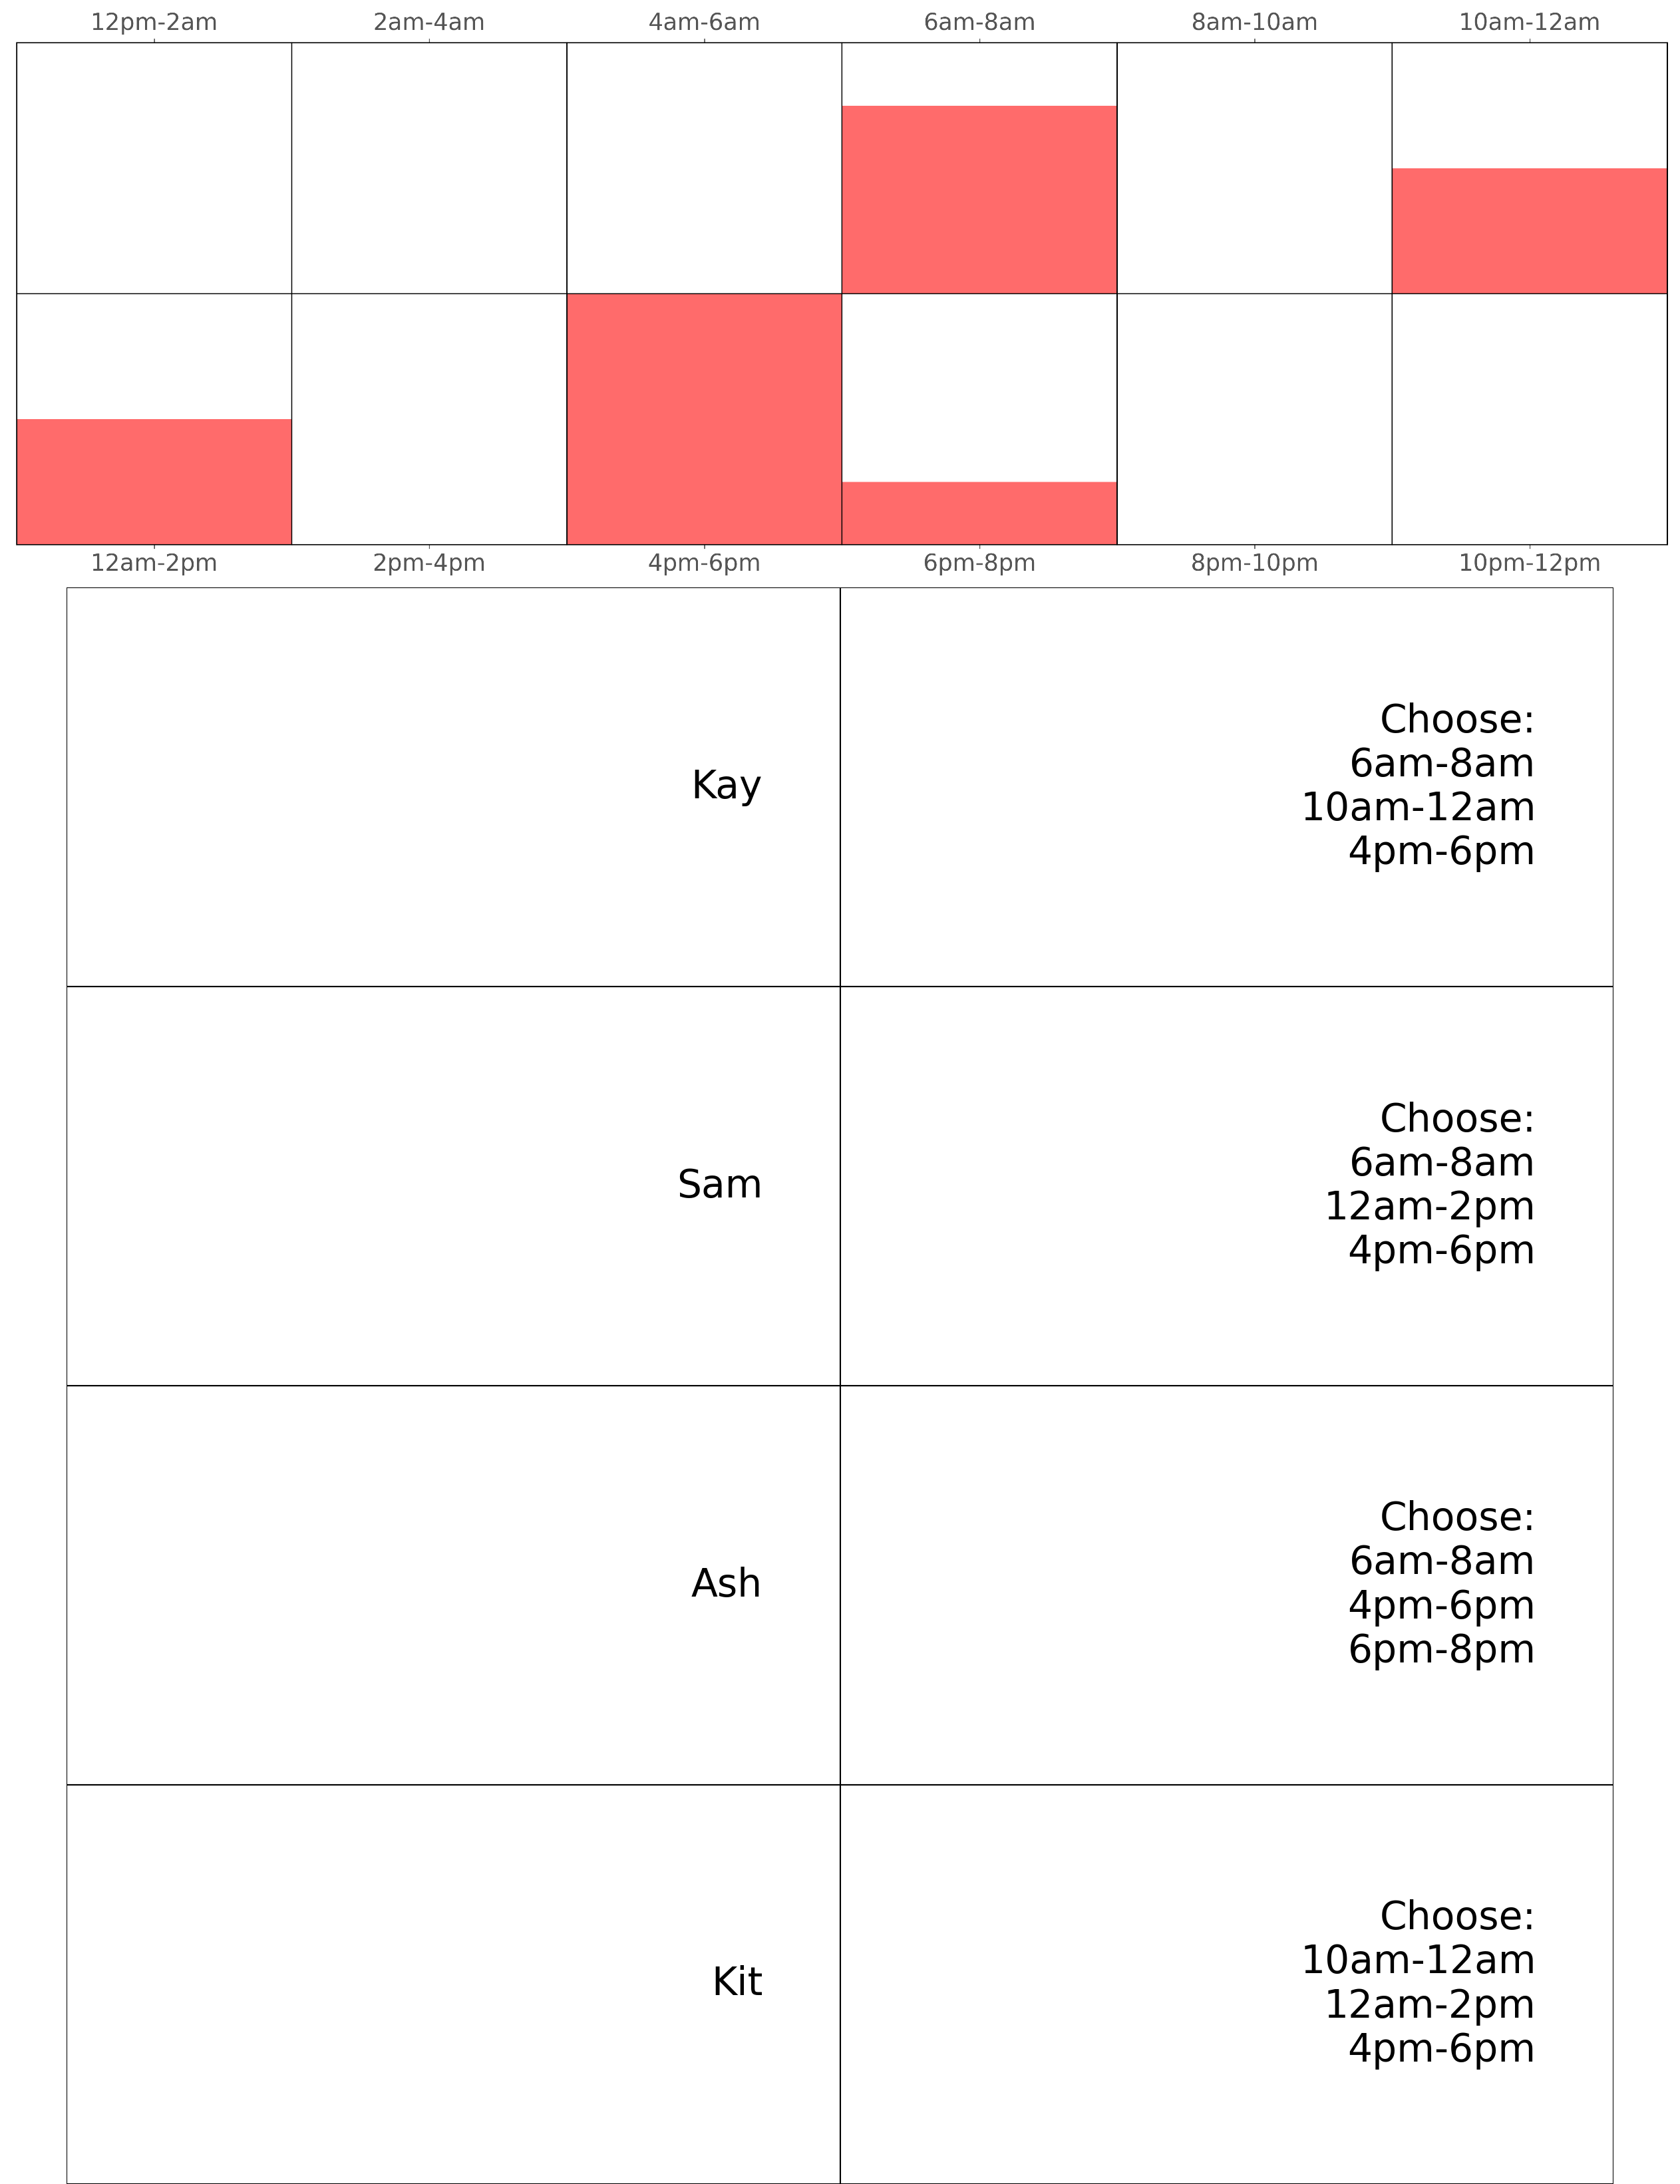 12pm-2am 2am-4am 4am-6am 6am-8am 8am-10am 10am-12am
12am-2pm 2pm-4pm 4pm-6pm 6pm-8pm 8pm-10pm 10pm-12pm
Kay
Choose:
6am-8am
10am-12am
4pm-6pm
Sam
Choose:
6am-8am
12am-2pm
4pm-6pm
Ash
Choose:
6am-8am
4pm-6pm
6pm-8pm
Kit
Choose:
10am-12am
12am-2pm
4pm-6pm